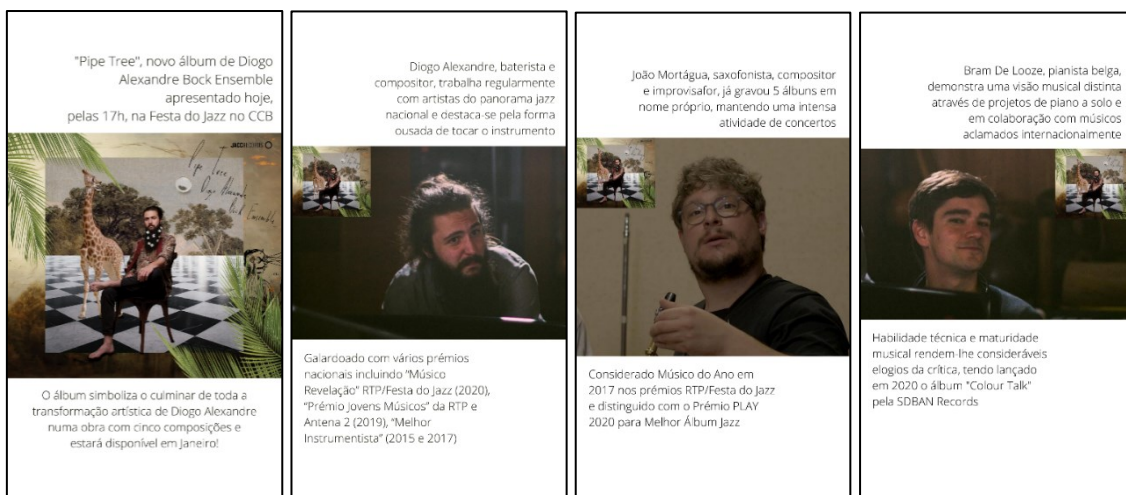 "Pipe Tree", novo álbum de Diogo
Alexandre Bock Ensemble
apresentado hoje,
pelas 17h, na Festa do Jazz no CCB
Pipe Tree
Diogo Alexandre
Bock Ensemble
O álbum simboliza o culminar de toda a
transformação artística de Diogo Alexandre
numa obra com cinco composições e
estará disponível em Janeiro!
Diogo Alexandre, baterista e
compositor, trabalha regularmente
com artistas do panorama jazz
nacional e destaca-se pela forma
ousada de tocar o instrumento
Galardoado com vários prémios
nacionais incluindo "Músico
Revelação" RTP/Festa do Jazz (2020),
"Prémio Jovens Músicos" da RTP e
Antena 2 (2019), "Melhor
Instrumentista" (2015 e 2017)
João Mortágua, saxofonista, compositor
e improvisafor, já gravou 5 álbuns em
nome próprio, mantendo uma intensa
atividade de concertos
Considerado Músico do Ano em
2017 nos prémios RTP/Festa do Jazz
e distinguido com o Prémio PLAY
2020 para Melhor Álbum Jazz
Bram De Looze, pianista belga,
demonstra uma visão musical distinta
através de projetos de piano a solo e
em colaboração com músicos
aclamados internacionalmente
Habilidade técnica e maturidade
musical rendem-lhe consideráveis
elogios da crítica, tendo lançado
em 2020 o álbum "Colour Talk"
pela SDBAN Records